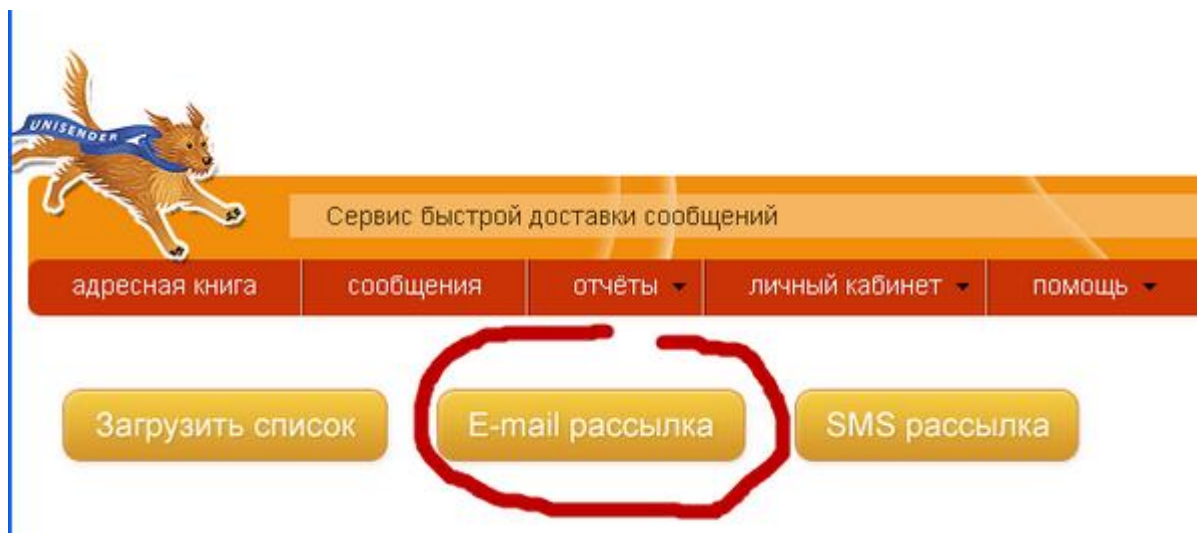 UNISENDER
Сервис быстрой доставки сообщений
адресная книга сообщения отчёты личный кабинет помощь
Загрузить список E-mail рассылка SMS рассылка